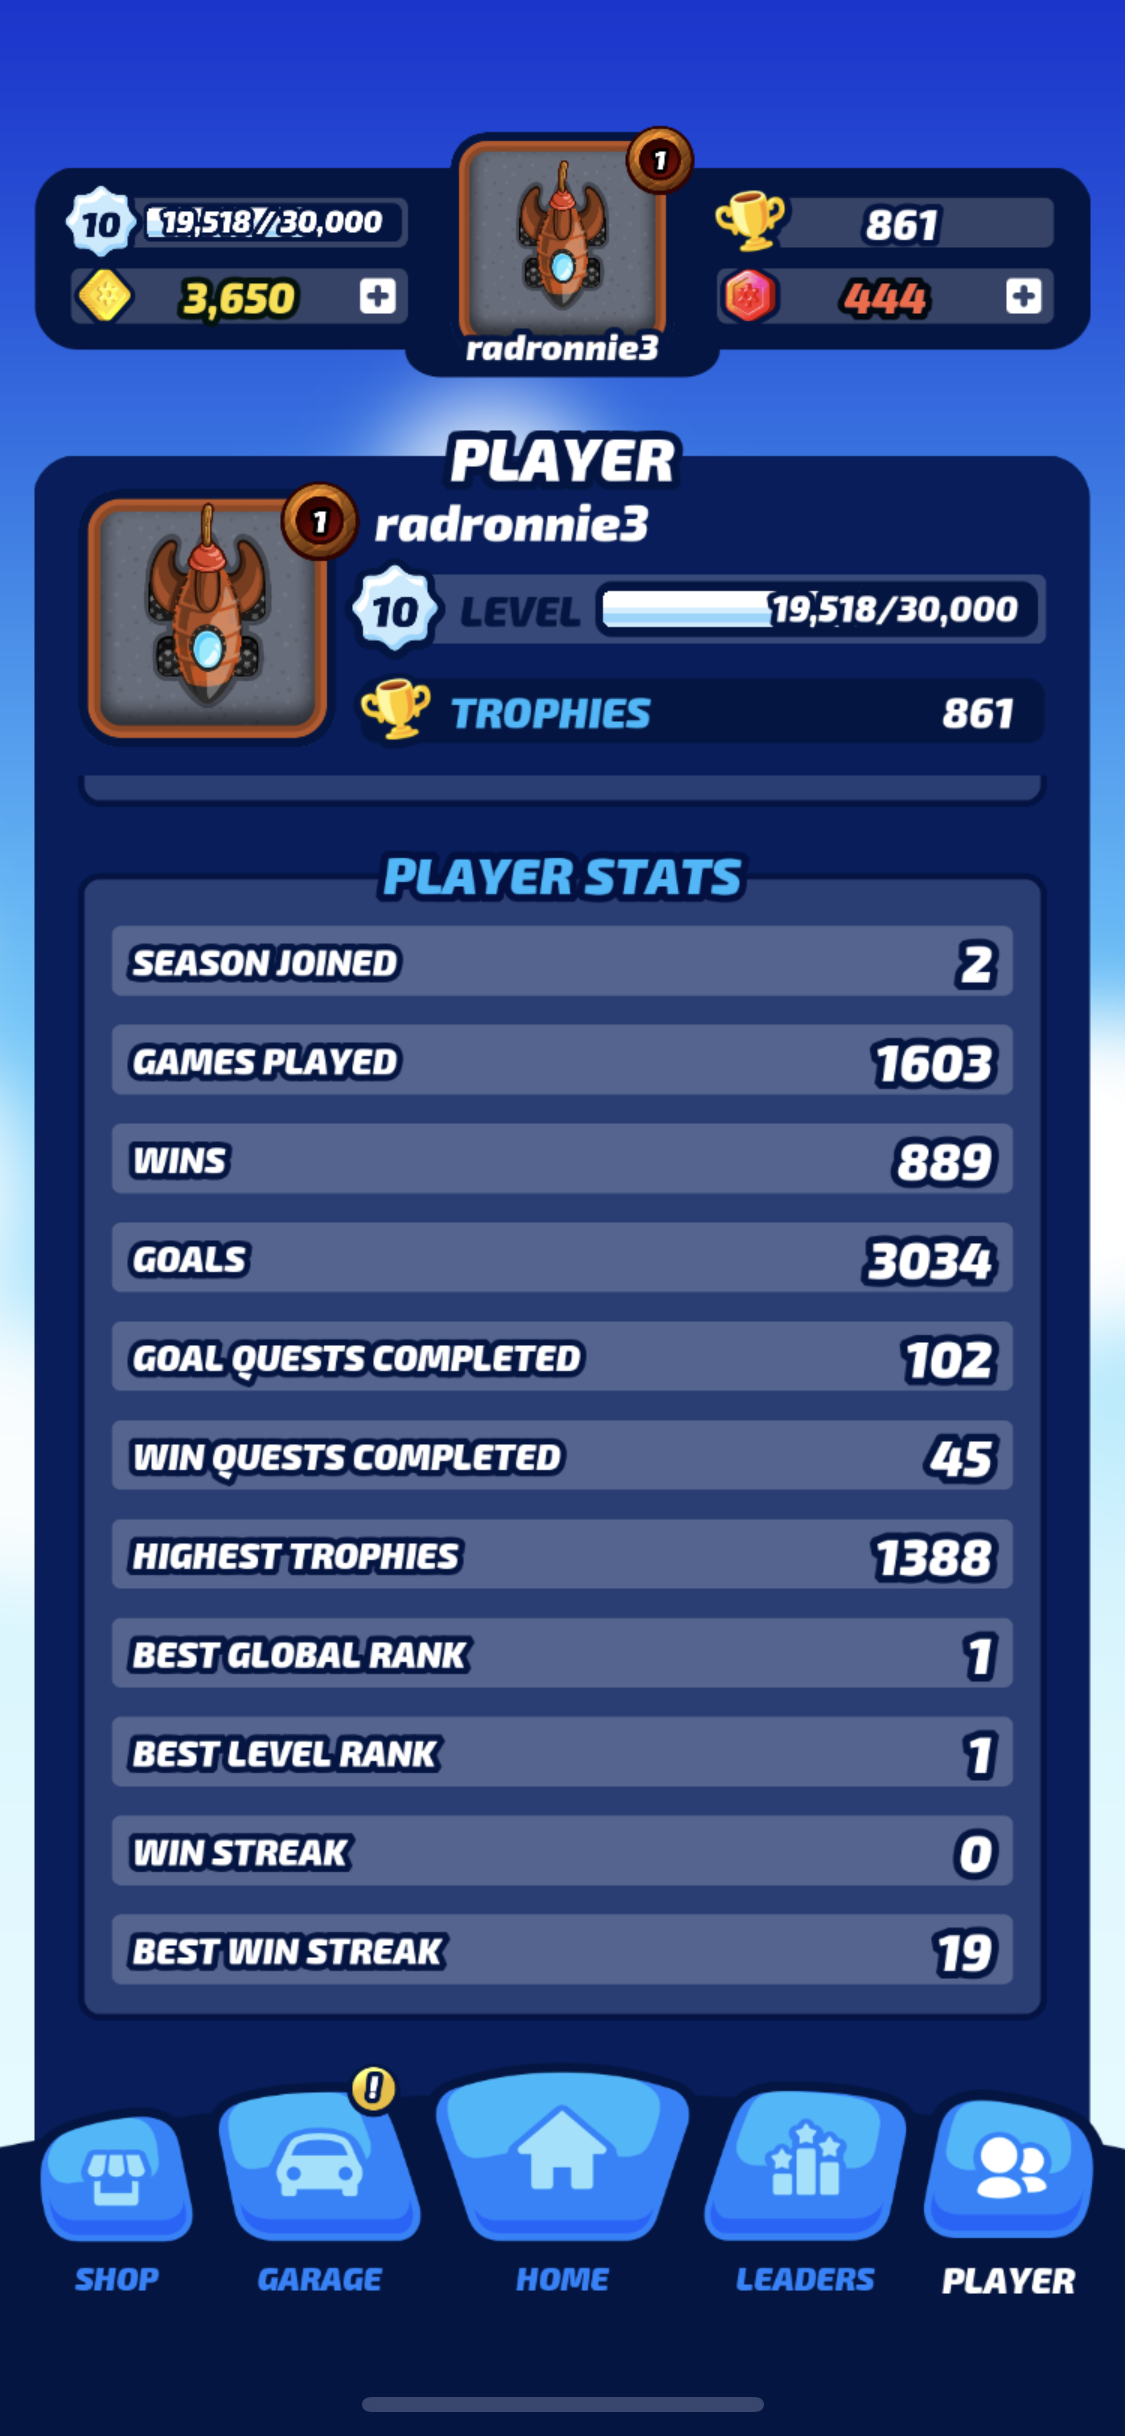 1
10 19,518/30,000
861
3,650
444
radronnie3
PLAYER
1
radronnie3
10 LEVEL 19,518/30,000
TROPHIES 861
PLAYER STATS
SEASON JOINED 2
GAMES PLAYED 1603
WINS 889
GOALS 3034
GOAL QUESTS COMPLETED 102
WIN QUESTS COMPLETED 45
HIGHEST TROPHIES 1388
BEST GLOBAL RANK 1
BEST LEVEL RANK 1
WIN STREAK 0
BEST WIN STREAK 19
!
SHOP GARAGE HOME LEADERS PLAYER